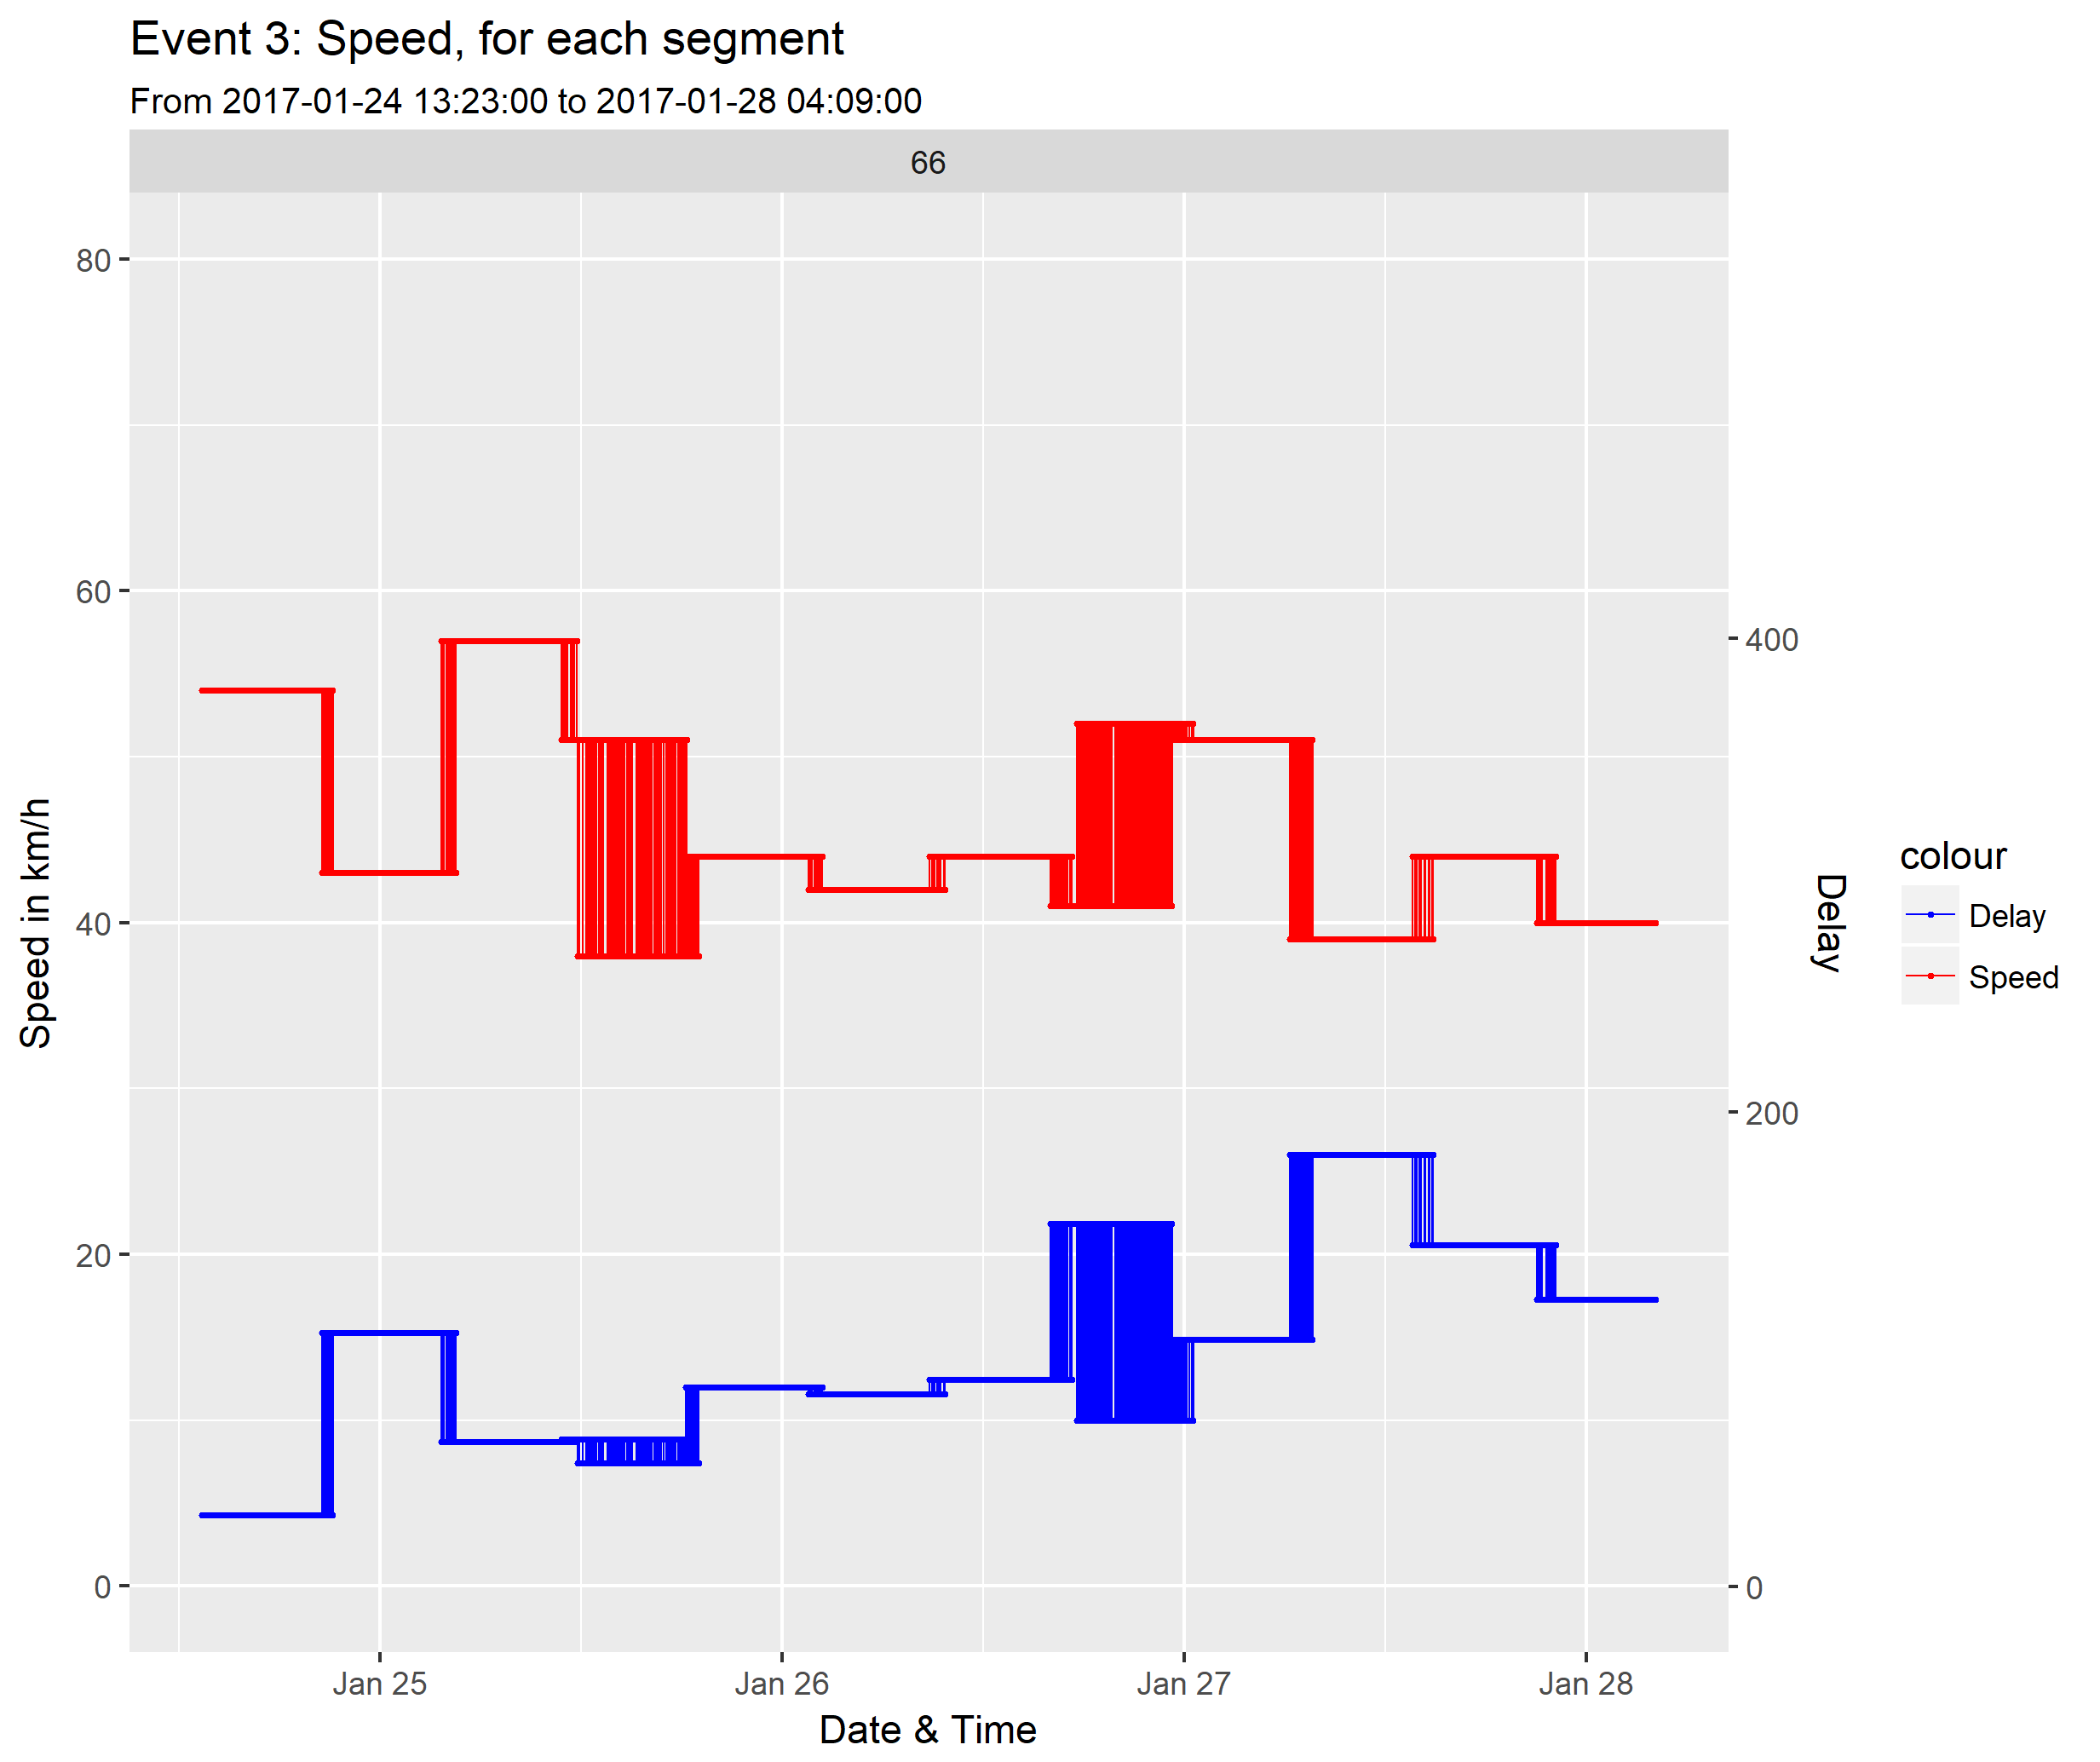 Event 3: Speed, for each segment
From 2017-01-24 13:23:00 to 2017-01-28 04:09:00
66
80
60
40
20
0
Speed in km/h
400
200
0
Delay
Jan 25
Jan 26
Jan 27
Jan 28
Date & Time
colour
Delay
Speed